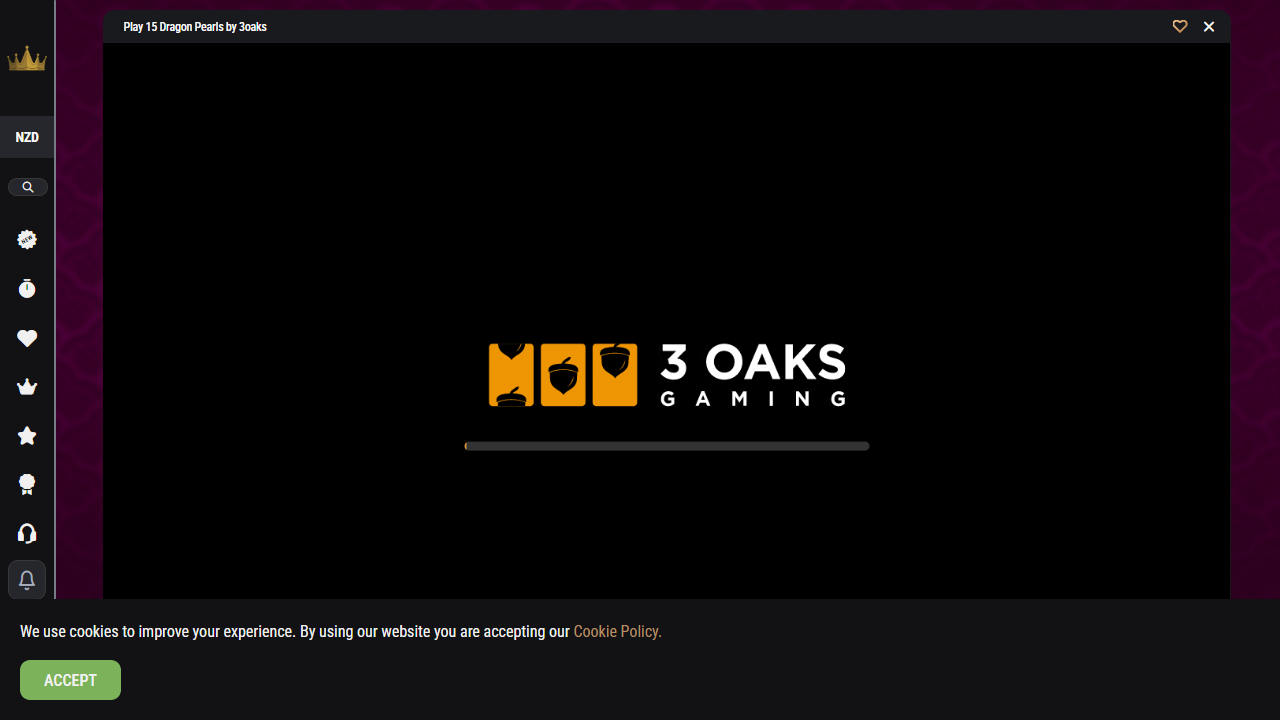 Play 15 Dragon Pearls by 3oaks
NZD
NEW
3 OAKS
GAMING
We use cookies to improve your experience. By using our website you are accepting our Cookie Policy.
ACCEPT